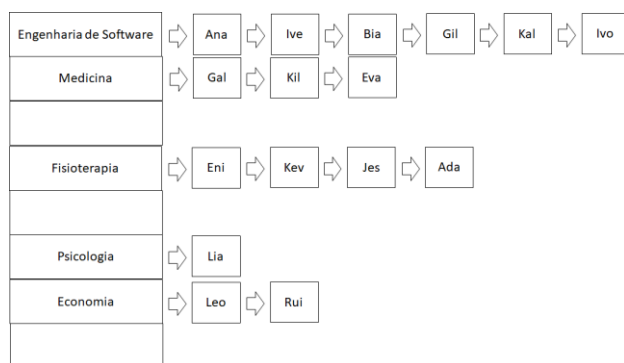 Engenharia de Software Ana Ive Bia Gil Kal Ivo
Medicina Gal Kil Eva
Fisioterapia Eni Kev Jes Ada
Psicologia Lia
Economia Leo Rui